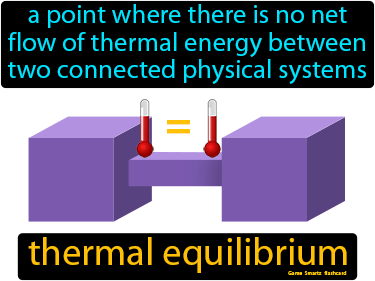 a point where there is no net
flow of thermal energy between
two connected physical systems
=
thermal equilibrium
Game Smartz flashcard